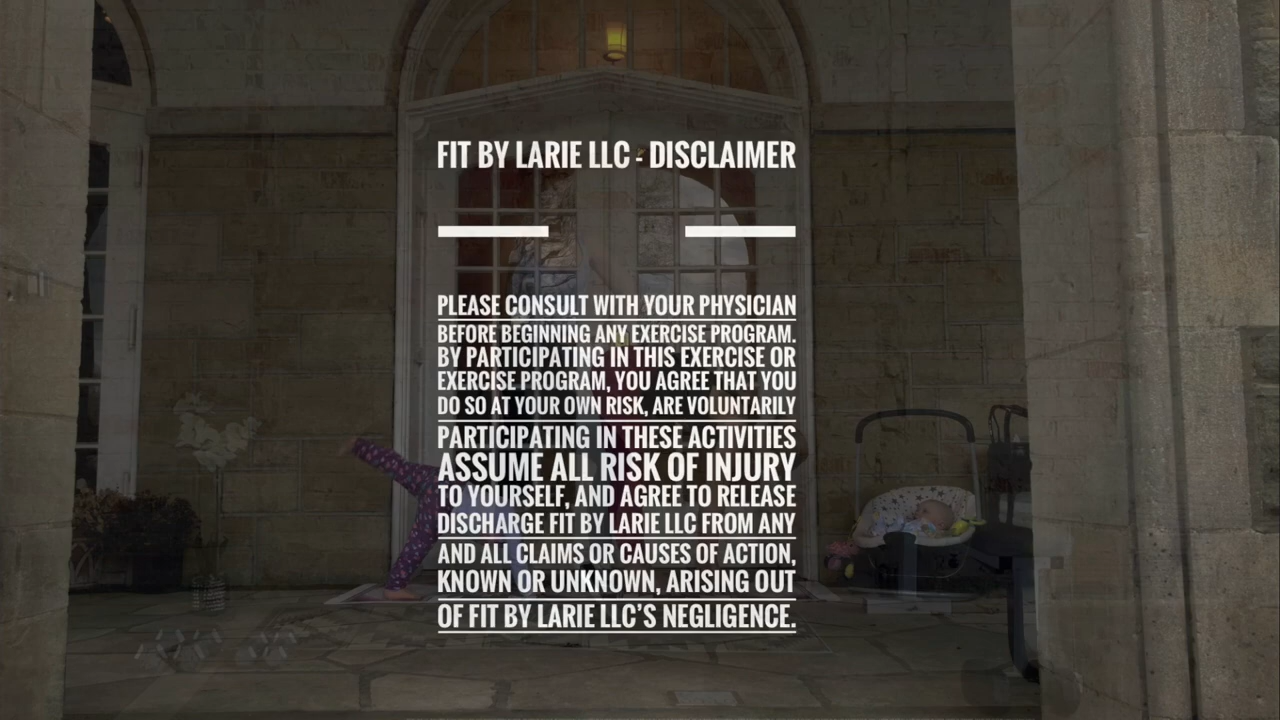 FIT BY LARIE LLC - DISCLAIMER
PLEASE CONSULT WITH YOUR PHYSICIAN
BEFORE BEGINNING ANY EXERCISE PROGRAM.
BY PARTICIPATING IN THIS EXERCISE OR
EXERCISE PROGRAM, YOU AGREE THAT YOU
DO SO AT YOUR OWN RISK, ARE VOLUNTARILY
PARTICIPATING IN THESE ACTIVITIES
ASSUME ALL RISK OF INJURY
TO YOURSELF, AND AGREE TO RELEASE
DISCHARGE FIT BY LARIE LLC FROM ANY
AND ALL CLAIMS OR CAUSES OF ACTION,
KNOWN OR UNKNOWN, ARISING OUT
OF FIT BY LARIE LLC'S NEGLIGENCE.